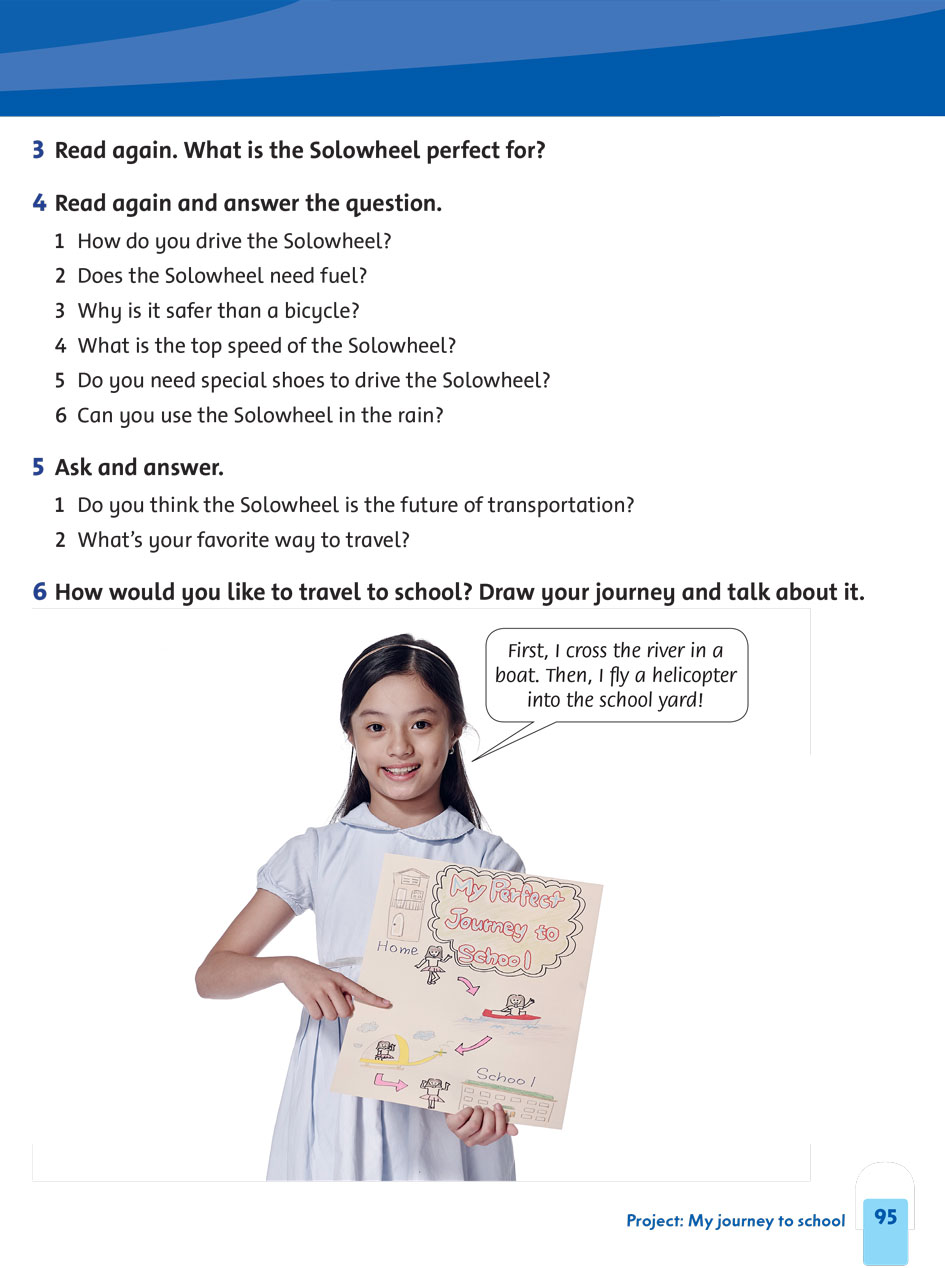 3 Read again. What is the Solowheel perfect for?
4 Read again and answer the question.
1 How do you drive the Solowheel?
2 Does the Solowheel need fuel?
3 Why is it safer than a bicycle?
4 What is the top speed of the Solowheel?
5 Do you need special shoes to drive the Solowheel?
6 Can you use the Solowheel in the rain?
5 Ask and answer.
1 Do you think the Solowheel is the future of transportation?
2 What's your favorite way to travel?
6 How would you like to travel to school? Draw your journey and talk about it.
First, I cross the river in a
boat. Then, I fly a helicopter
into the school yard!
My Perfect
Journey to
School
Home
School
Project: My journey to school 95